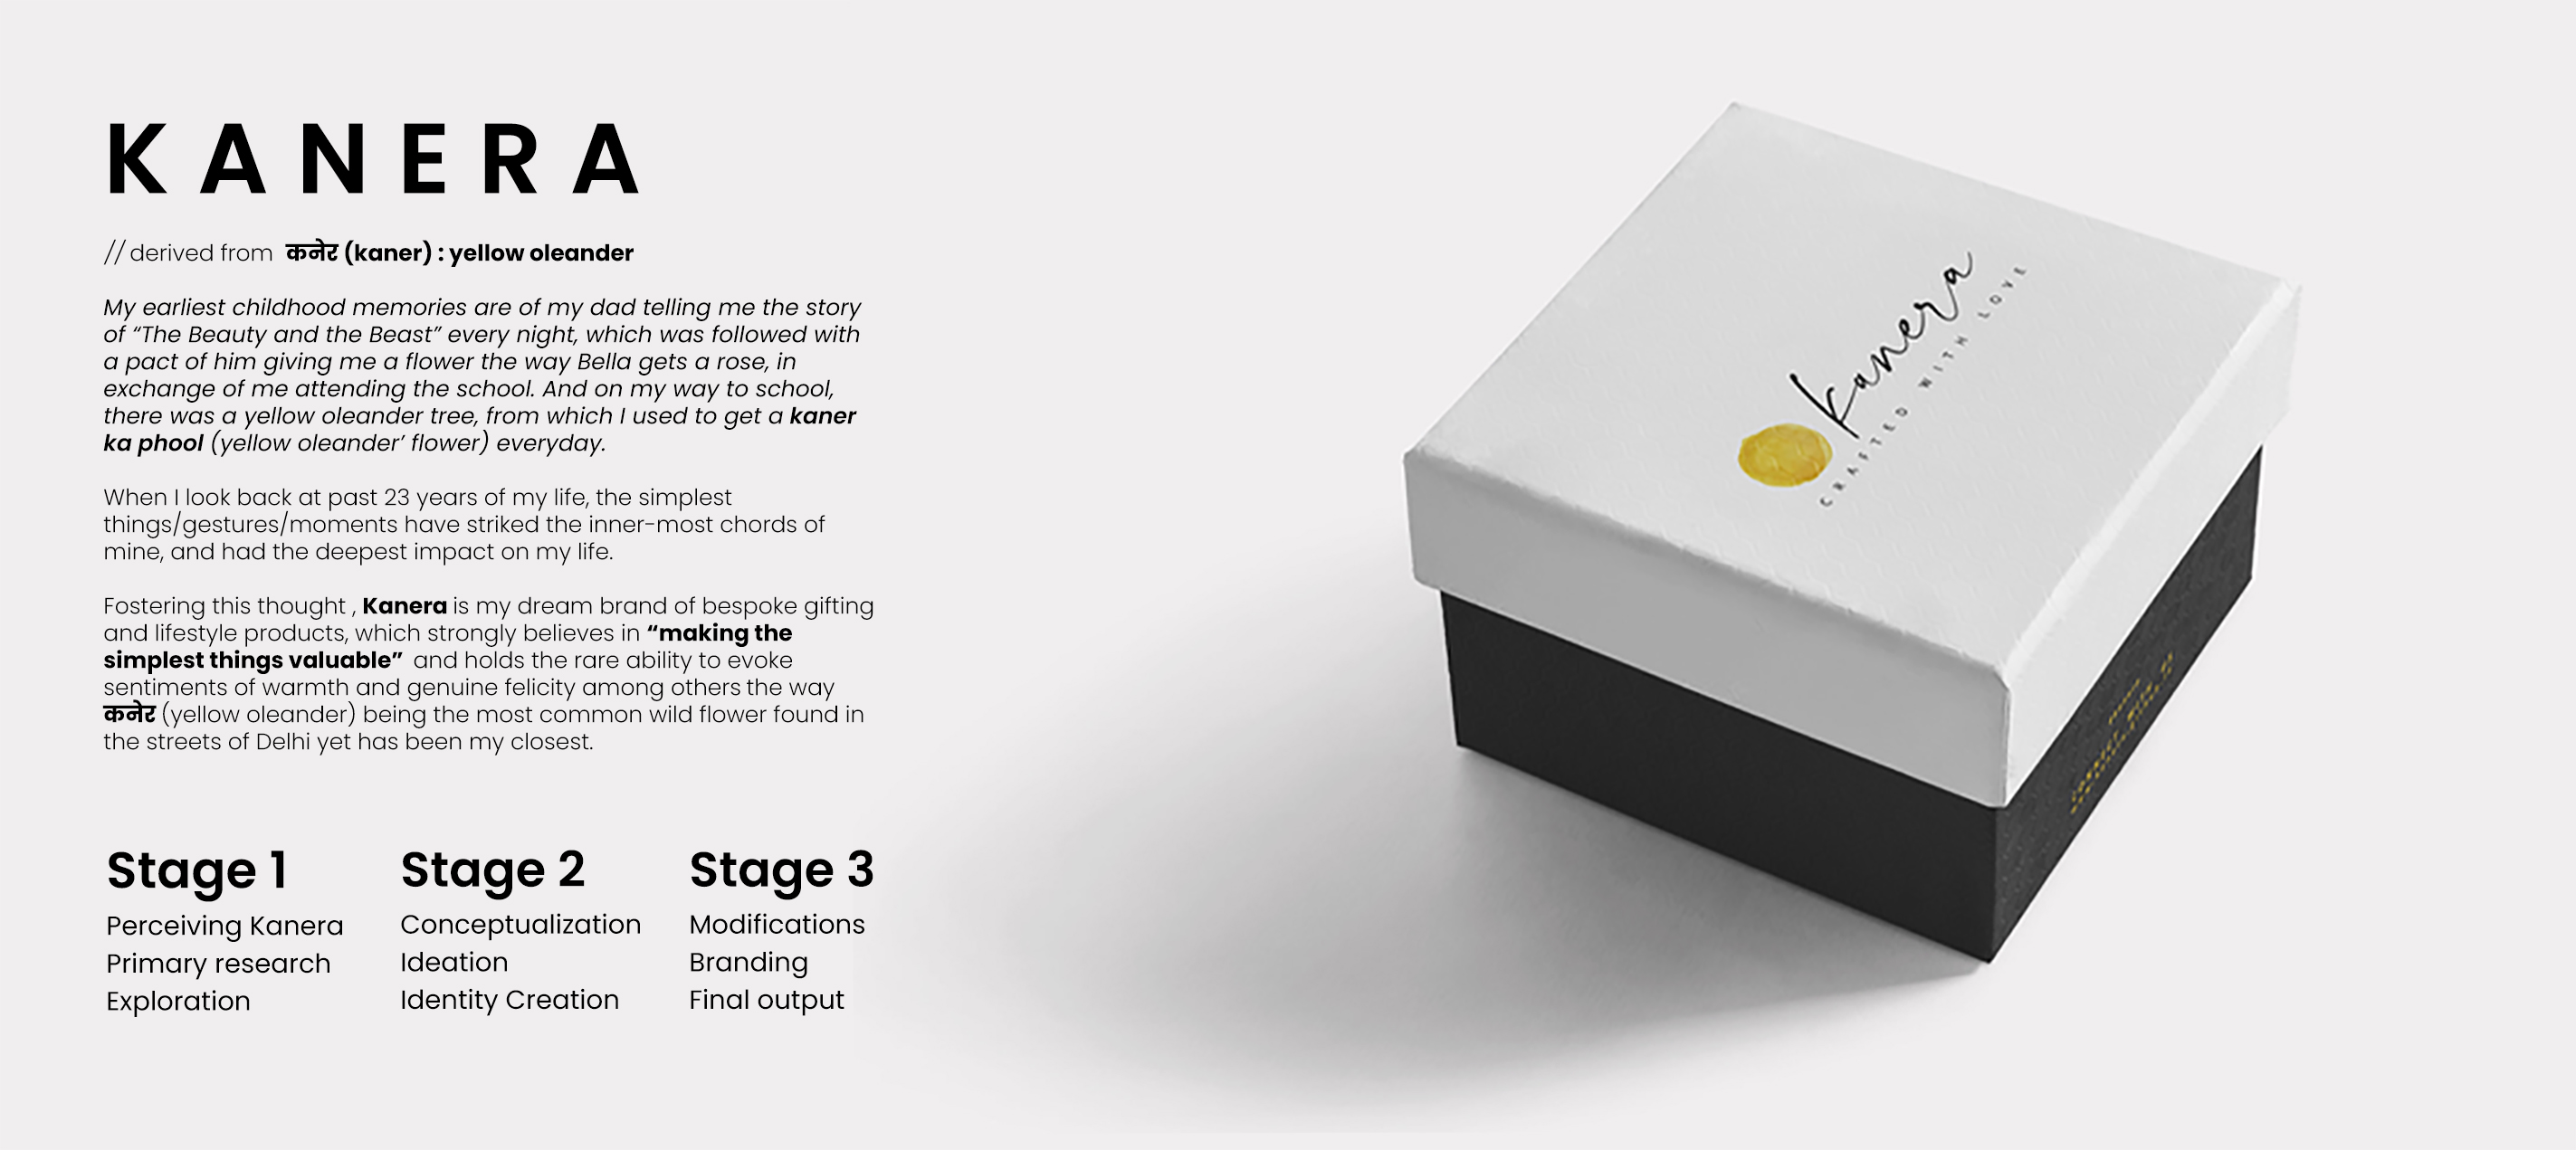 KANERA
// derived from कनेर (kaner) : yellow oleander
My earliest childhood memories are of my dad telling me the story
of “The Beauty and the Beast” every night, which was followed with
a pact of him giving me a flower the way Bella gets a rose, in
exchange of me attending the school. And on my way to school,
there was a yellow oleander tree, from which I used to get a kaner
ka phool (yellow oleander’ flower) everyday.
When I look back at past 23 years of my life, the simplest
things/gestures/moments have striked the inner-most chords of
mine, and had the deepest impact on my life.
Fostering this thought , Kanera is my dream brand of bespoke gifting
and lifestyle products, which strongly believes in “making the
simplest things valuable” and holds the rare ability to evoke
sentiments of warmth and genuine felicity among others the way
कनेर (yellow oleander) being the most common wild flower found in
the streets of Delhi yet has been my closest.
Stage 1
Perceiving Kanera
Primary research
Exploration
Stage 2
Conceptualization
Ideation
Identity Creation
Stage 3
Modifications
Branding
Final output
kanera
CRAFTED WITH LOVE